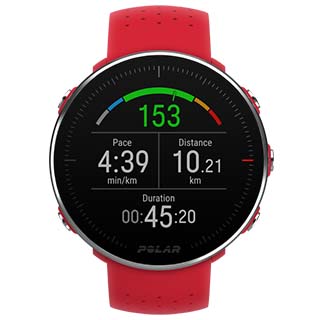 153
Pace Distance
4:39 10.21
min/km km
Duration
00:45:20
POLAR